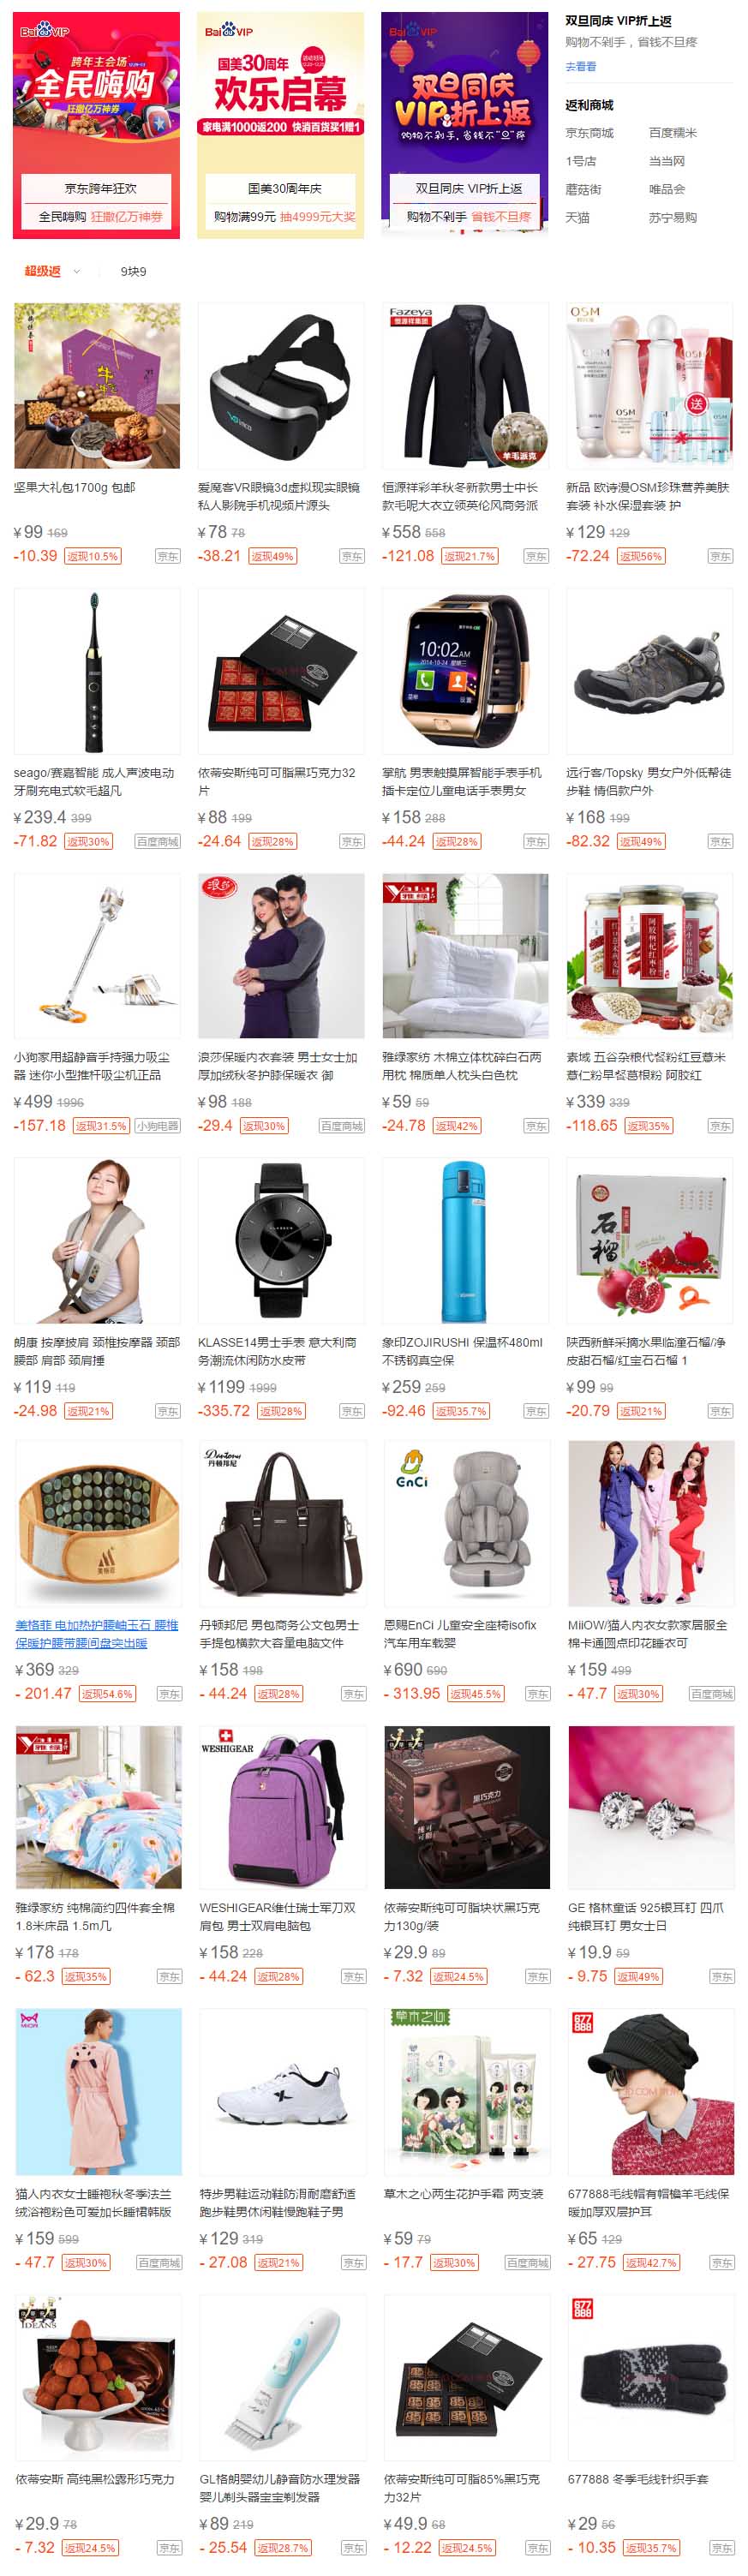 Bai VIP
跨年主会场
全民嗨购
狂撒亿万神券
京东跨年狂欢
全民嗨购 狂撒亿万神券
Bai VIP
国美30周年
欢乐启幕
家电满1000返200 快消百货买1赠1
国美30周年庆
购物满99元 抽4999元大奖
Bai VIP
双旦同庆
VIP折上返
购物不剁手,省钱不“旦”疼
双旦同庆 VIP折上返
购物不剁手 省钱不旦疼
双旦同庆 VIP折上返
购物不剁手,省钱不旦疼
去看看
返利商城
京东商城 百度糯米
1号店 当当网
蘑菇街 唯品会
天猫 苏宁易购
超级返 9块9
Fazeya
恒源祥集团
羊毛派克
OSM
送
坚果大礼包1700g 包邮
¥99 169
-10.39 返现10.5% 京东
爱魔客VR眼镜3d虚拟现实眼镜
私人影院手机视频片源头
¥78 78
-38.21 返现49% 京东
恒源祥彩羊秋冬新款男士中长
款毛呢大衣立领英伦风商务派
¥558 558
-121.08 返现21.7% 京东
新品 欧诗漫OSM珍珠营养美肤
套装 补水保湿套装 护
¥129 129
-72.24 返现56% 京东
10:02AM
seago/赛嘉智能 成人声波电动
牙刷充电式软毛超凡
¥239.4 399
-71.82 返现30% 百度商城
依蒂安斯纯可可脂黑巧克力32
片
¥88 199
-24.64 返现28% 京东
掌航 男表触摸屏智能手表手机
插卡定位儿童电话手表男女
¥158 288
-44.24 返现28% 京东
远行客/Topsky 男女户外低帮徒
步鞋 情侣款户外
¥168 199
-82.32 返现49% 京东
浪莎
小狗家用超静音手持强力吸尘
器 迷你小型推杆吸尘机正品
¥499 1996
-157.18 返现31.5% 小狗电器
浪莎保暖内衣套装 男士女士加
厚加绒秋冬护膝保暖衣 御
¥98 188
-29.4 返现30% 百度商城
雅绿家纺 木棉立体枕碎白石两
用枕 棉质单人枕头白色枕
¥59 59
-24.78 返现42% 京东
素域 五谷杂粮代餐粉红豆薏米
薏仁粉早餐葛根粉 阿胶红
¥339 339
-118.65 返现35% 京东
石榴
朗康 按摩披肩 颈椎按摩器 颈部
腰部 肩部 颈肩捶
¥119 119
-24.98 返现21% 京东
KLASSE14男士手表 意大利商
务潮流休闲防水皮带
¥1199 1999
-335.72 返现28% 京东
象印ZOJIRUSHI 保温杯480ml
不锈钢真空保
¥259 259
-92.46 返现35.7% 京东
陕西新鲜采摘水果临潼石榴/净
皮甜石榴/红宝石石榴 1
¥99 99
-20.79 返现21% 京东
丹顿邦尼
EnCi
美格菲 电加热护腰岫玉石 腰椎
保暖护腰带腰间盘突出暖
¥369 329
- 201.47 返现54.6% 京东
丹顿邦尼 男包商务公文包男士
手提包横款大容量电脑文件
¥158 198
- 44.24 返现28% 京东
恩赐EnCi 儿童安全座椅isofix
汽车用车载婴
¥690 690
- 313.95 返现45.5% 京东
MiiOW/猫人内衣女款家居服全
棉卡通圆点印花睡衣可
¥159 499
- 47.7 返现30% 百度商城
WESHIGEAR
黑巧克力
雅绿家纺 纯棉简约四件套全棉
1.8米床品 1.5m几
¥178 178
- 62.3 返现35% 京东
WESHIGEAR维仕瑞士军刀双
肩包 男士双肩电脑包
¥158 228
- 44.24 返现28% 京东
依蒂安斯纯可可脂块状黑巧克
力130g/装
¥29.9 89
- 7.32 返现24.5% 京东
GE 格林童话 925银耳钉 四爪
纯银耳钉 男女士日
¥19.9 59
- 9.75 返现49% 京东
草木之心
677
888
猫人内衣女士睡袍秋冬季法兰
绒浴袍粉色可爱加长睡裙韩版
¥159 599
- 47.7 返现30% 百度商城
特步男鞋运动鞋防滑耐磨舒适
跑步鞋男休闲鞋慢跑鞋子男
¥129 319
- 27.08 返现21% 京东
草木之心两生花护手霜 两支装
¥59 79
- 17.7 返现30% 百度商城
677888毛线帽有帽檐羊毛线保
暖加厚双层护耳
¥65 129
- 27.75 返现42.7% 京东
IDEANS
677
888
依蒂安斯 高纯黑松露形巧克力
¥29.9 78
- 7.32 返现24.5% 京东
GL格朗婴幼儿静音防水理发器
婴儿剃头器宝宝剃发器
¥89 219
- 25.54 返现28.7% 京东
依蒂安斯纯可可脂85%黑巧克
力32片
¥49.9 68
- 12.22 返现24.5% 京东
677888 冬季毛线针织手套
¥29 56
- 10.35 返现35.7% 京东